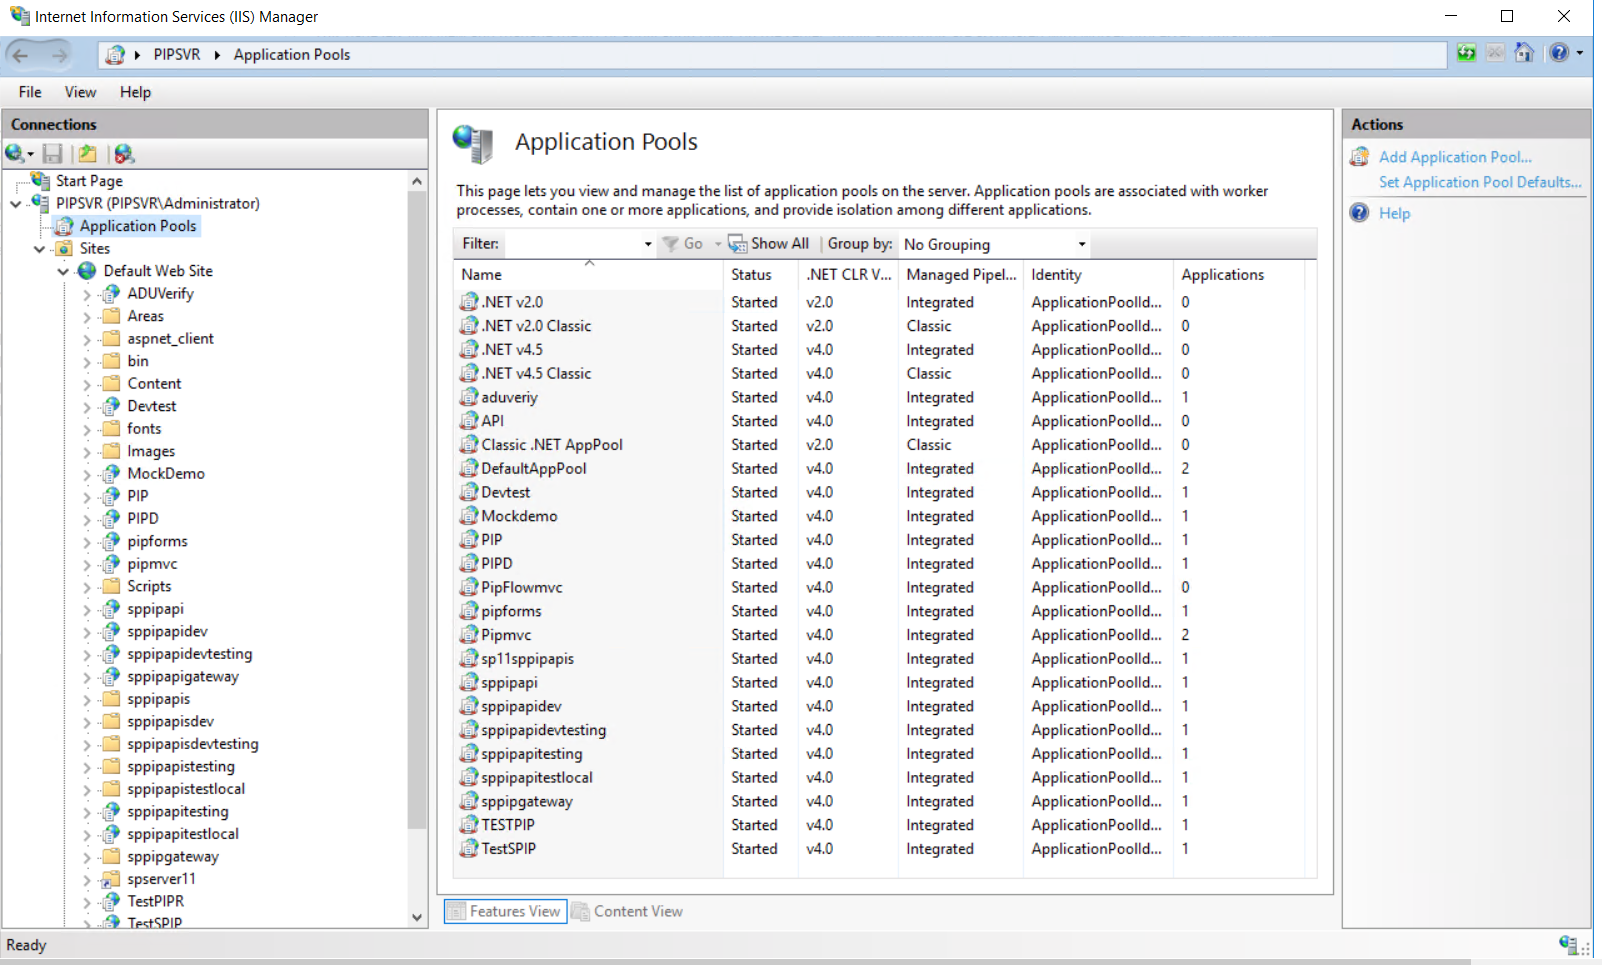 Internet Information Services (IIS) Manager
PIPSVR
Application Pools
File View Help
Connections
Start Page
PIPSVR (PIPSVR\Administrator)
Application Pools
Sites
Default Web Site
ADUVerify
Areas
aspnet_client
bin
Content
Devtest
fonts
Images
MockDemo
PIP
PIPD
pipforms
pipmvc
Scripts
sppipapi
sppipapidev
sppipapidevtesting
sppipapigateway
sppipapis
sppipapisdev
sppipapisdevtesting
sppipapistesting
sppipapistestlocal
sppipapitesting
sppipapitestlocal
sppipgateway
spserver11
TestPIPR
TestSPIP
Application Pools
This page lets you view and manage the list of application pools on the server. Application pools are associated with worker
processes, contain one or more applications, and provide isolation among different applications.
Filter: Go Show All Group by: No Grouping
Name Status .NET CLR V... Managed Pipel... Identity Applications
.NET v2.0 Started v2.0 Integrated ApplicationPoolId... 0
.NET v2.0 Classic Started v2.0 Classic ApplicationPoolId... 0
.NET v4.5 Started v4.0 Integrated ApplicationPoolId... 0
.NET v4.5 Classic Started v4.0 Classic ApplicationPoolId... 0
aduveriy Started v4.0 Integrated ApplicationPoolId... 1
API Started v4.0 Integrated ApplicationPoolId... 0
Classic .NET AppPool Started v2.0 Classic ApplicationPoolId... 0
DefaultAppPool Started v4.0 Integrated ApplicationPoolId... 2
Devtest Started v4.0 Integrated ApplicationPoolId... 1
Mockdemo Started v4.0 Integrated ApplicationPoolId... 1
PIP Started v4.0 Integrated ApplicationPoolId... 1
PIPD Started v4.0 Integrated ApplicationPoolId... 1
PipFlowmvc Started v4.0 Integrated ApplicationPoolId... 0
pipforms Started v4.0 Integrated ApplicationPoolId... 1
Pipmvc Started v4.0 Integrated ApplicationPoolId... 2
sp11sppipapis Started v4.0 Integrated ApplicationPoolId... 1
sppipapi Started v4.0 Integrated ApplicationPoolId... 1
sppipapidev Started v4.0 Integrated ApplicationPoolId... 1
sppipapidevtesting Started v4.0 Integrated ApplicationPoolId... 1
sppipapitesting Started v4.0 Integrated ApplicationPoolId... 1
sppipapitestlocal Started v4.0 Integrated ApplicationPoolId... 1
sppipgateway Started v4.0 Integrated ApplicationPoolId... 1
TESTPIP Started v4.0 Integrated ApplicationPoolId... 1
TestSPIP Started v4.0 Integrated ApplicationPoolId... 1
Features View Content View
Actions
Add Application Pool...
Set Application Pool Defaults...
Help
Ready